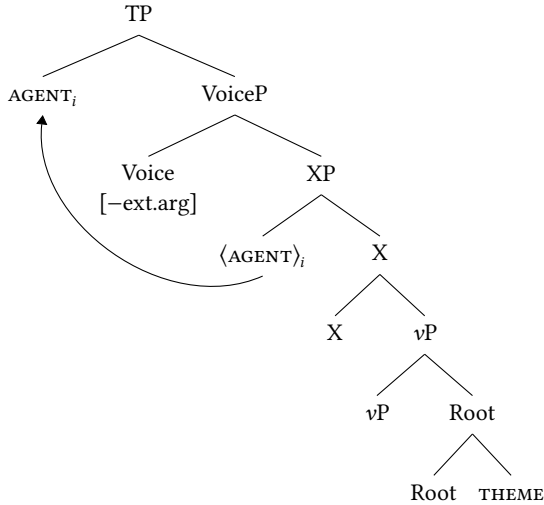 TP
AGENTᵢ VoiceP
Voice XP
[−ext.arg]
⟨AGENT⟩ᵢ X
X vP
vP Root
Root THEME